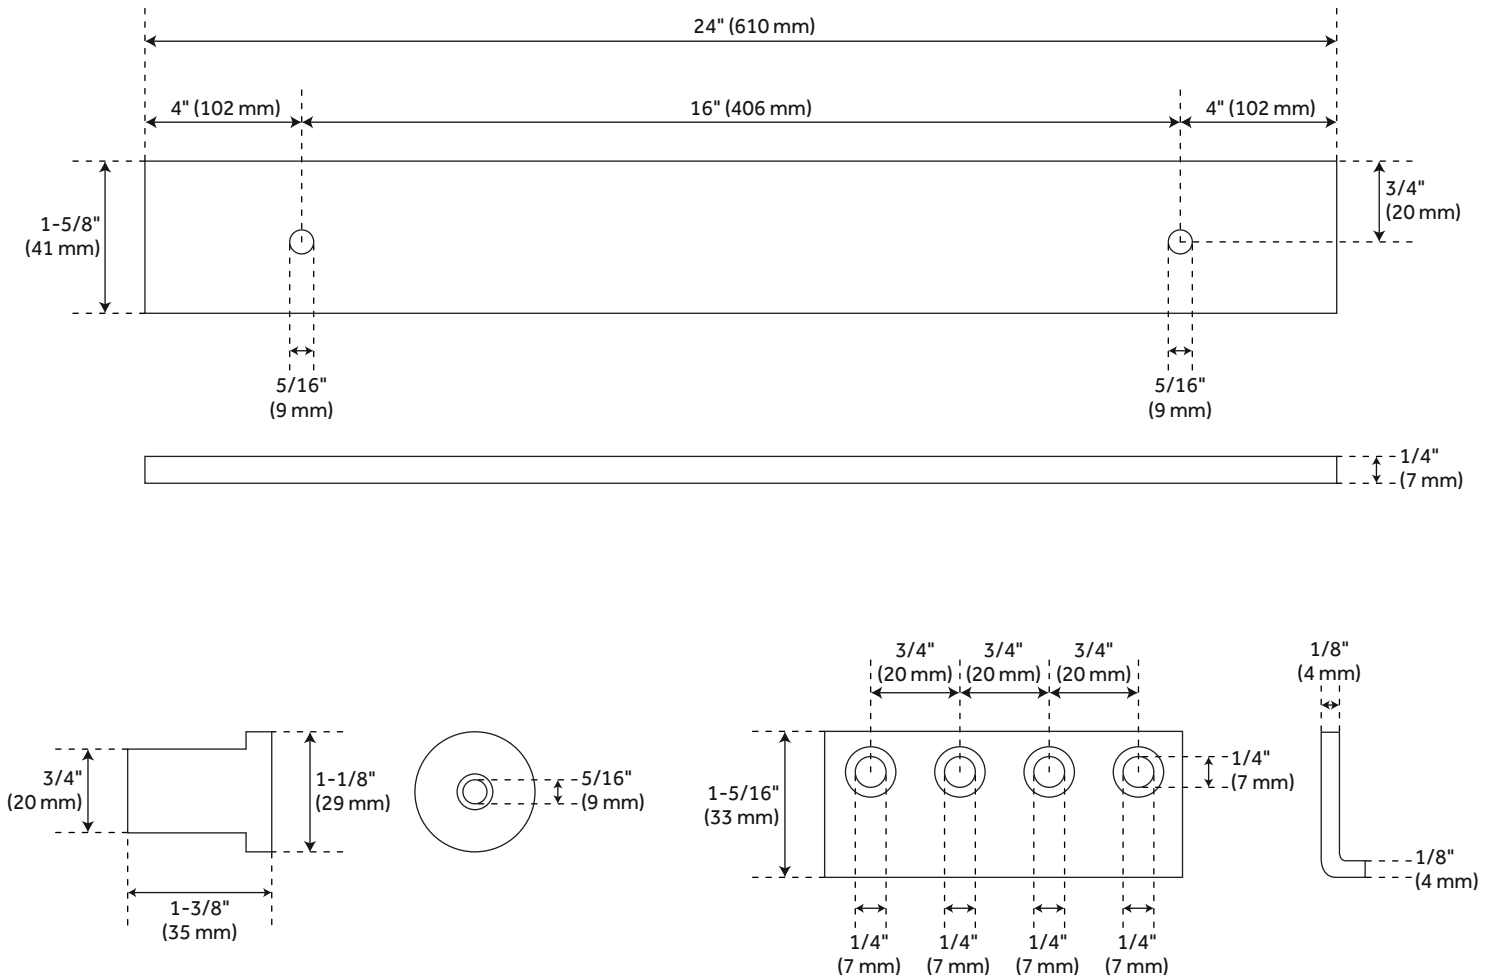 24" (610 mm)
4" (102 mm)
16" (406 mm)
4" (102 mm)
1-5/8"
(41 mm)
3/4"
(20 mm)
5/16"
(9 mm)
5/16"
(9 mm)
1/4"
(7 mm)
3/4"
(20 mm)
1-1/8"
(29 mm)
1-3/8"
(35 mm)
5/16"
(9 mm)
3/4"
(20 mm)
3/4"
(20 mm)
3/4"
(20 mm)
1-5/16"
(33 mm)
1/4"
(7 mm)
1/4"
(7 mm)
1/4"
(7 mm)
1/4"
(7 mm)
1/4"
(7 mm)
1/8"
(4 mm)
1/8"
(4 mm)